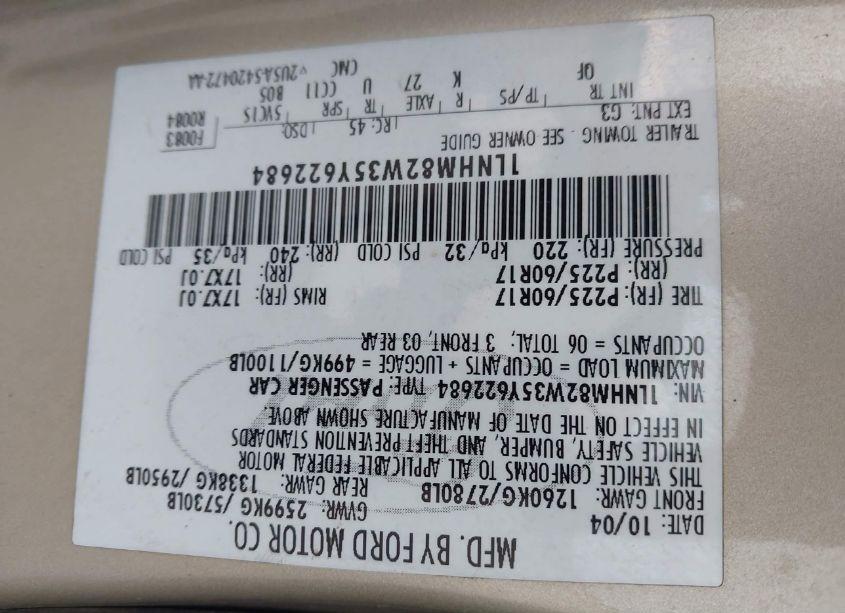 MFD. BY FORD MOTOR CO.
DATE: 10/04 GVWR: 2599KG/5730LB
FRONT GAWR: 1260KG/2780LB REAR GAWR: 1338KG/2950LB
THIS VEHICLE CONFORMS TO ALL APPLICABLE FEDERAL MOTOR
VEHICLE SAFETY, BUMPER, AND THEFT PREVENTION STANDARDS
IN EFFECT ON THE DATE OF MANUFACTURE SHOWN ABOVE
VIN: 1LNHM82W35Y622684 TYPE: PASSENGER CAR
MAXIMUM LOAD = OCCUPANTS + LUGGAGE = 499KG/1100LB
OCCUPANTS = 06 TOTAL; 3 FRONT, 03 REAR
TIRE (FR): P225/60R17 RIMS (FR): 17X7.0J
(RR): P225/60R17 (RR): 17X7.0J
PRESSURE (FR): 220 kPa/32 PSI COLD (RR): 240 kPa/35 PSI COLD
1LNHM82W35Y622684
TRAILER TOWING - SEE OWNER GUIDE F0083
EXT PNT: G3 RC: 45 DSO: R0084
INT TR TP/PS R AXLE TR SPR SVC15
QF K 27 U CC11 B05
CNC v2U5A-5420472-AA